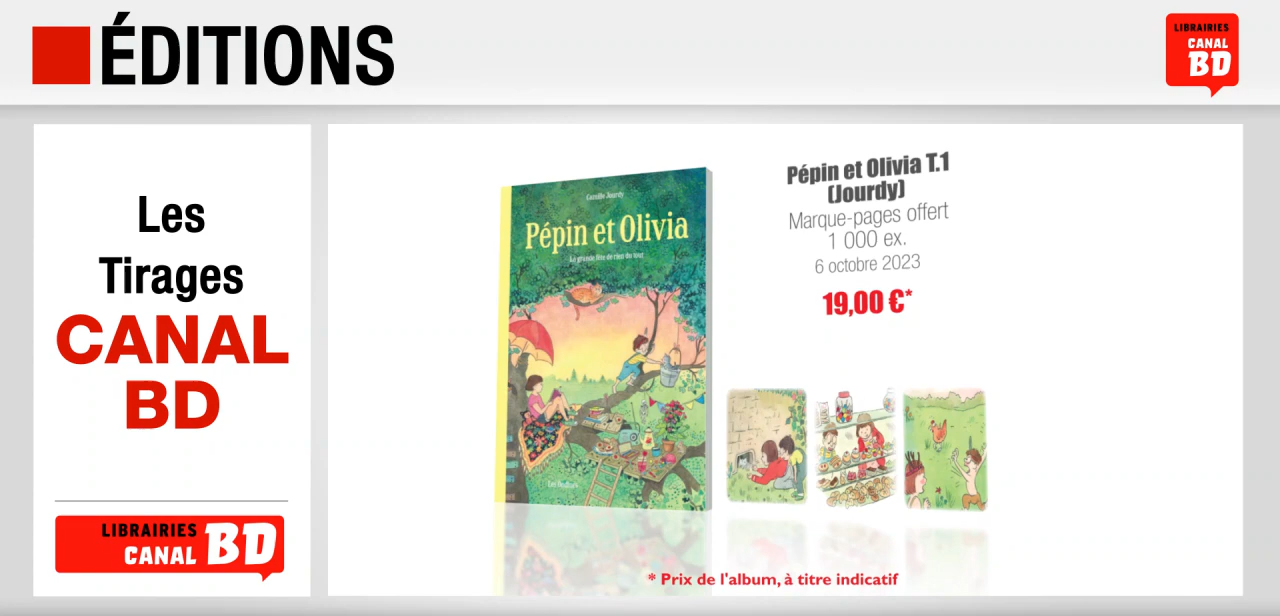 ÉDITIONS
LIBRAIRIES
CANAL
BD
Les
Tirages
CANAL
BD
LIBRAIRIES
CANAL BD
Camille Jourdy
Pépin et Olivia
La grande fête de rien du tout
Pépin et Olivia T.1
(Jourdy)
Marque-pages offert
1 000 ex.
6 octobre 2023
19,00 €*
* Prix de l'album, à titre indicatif